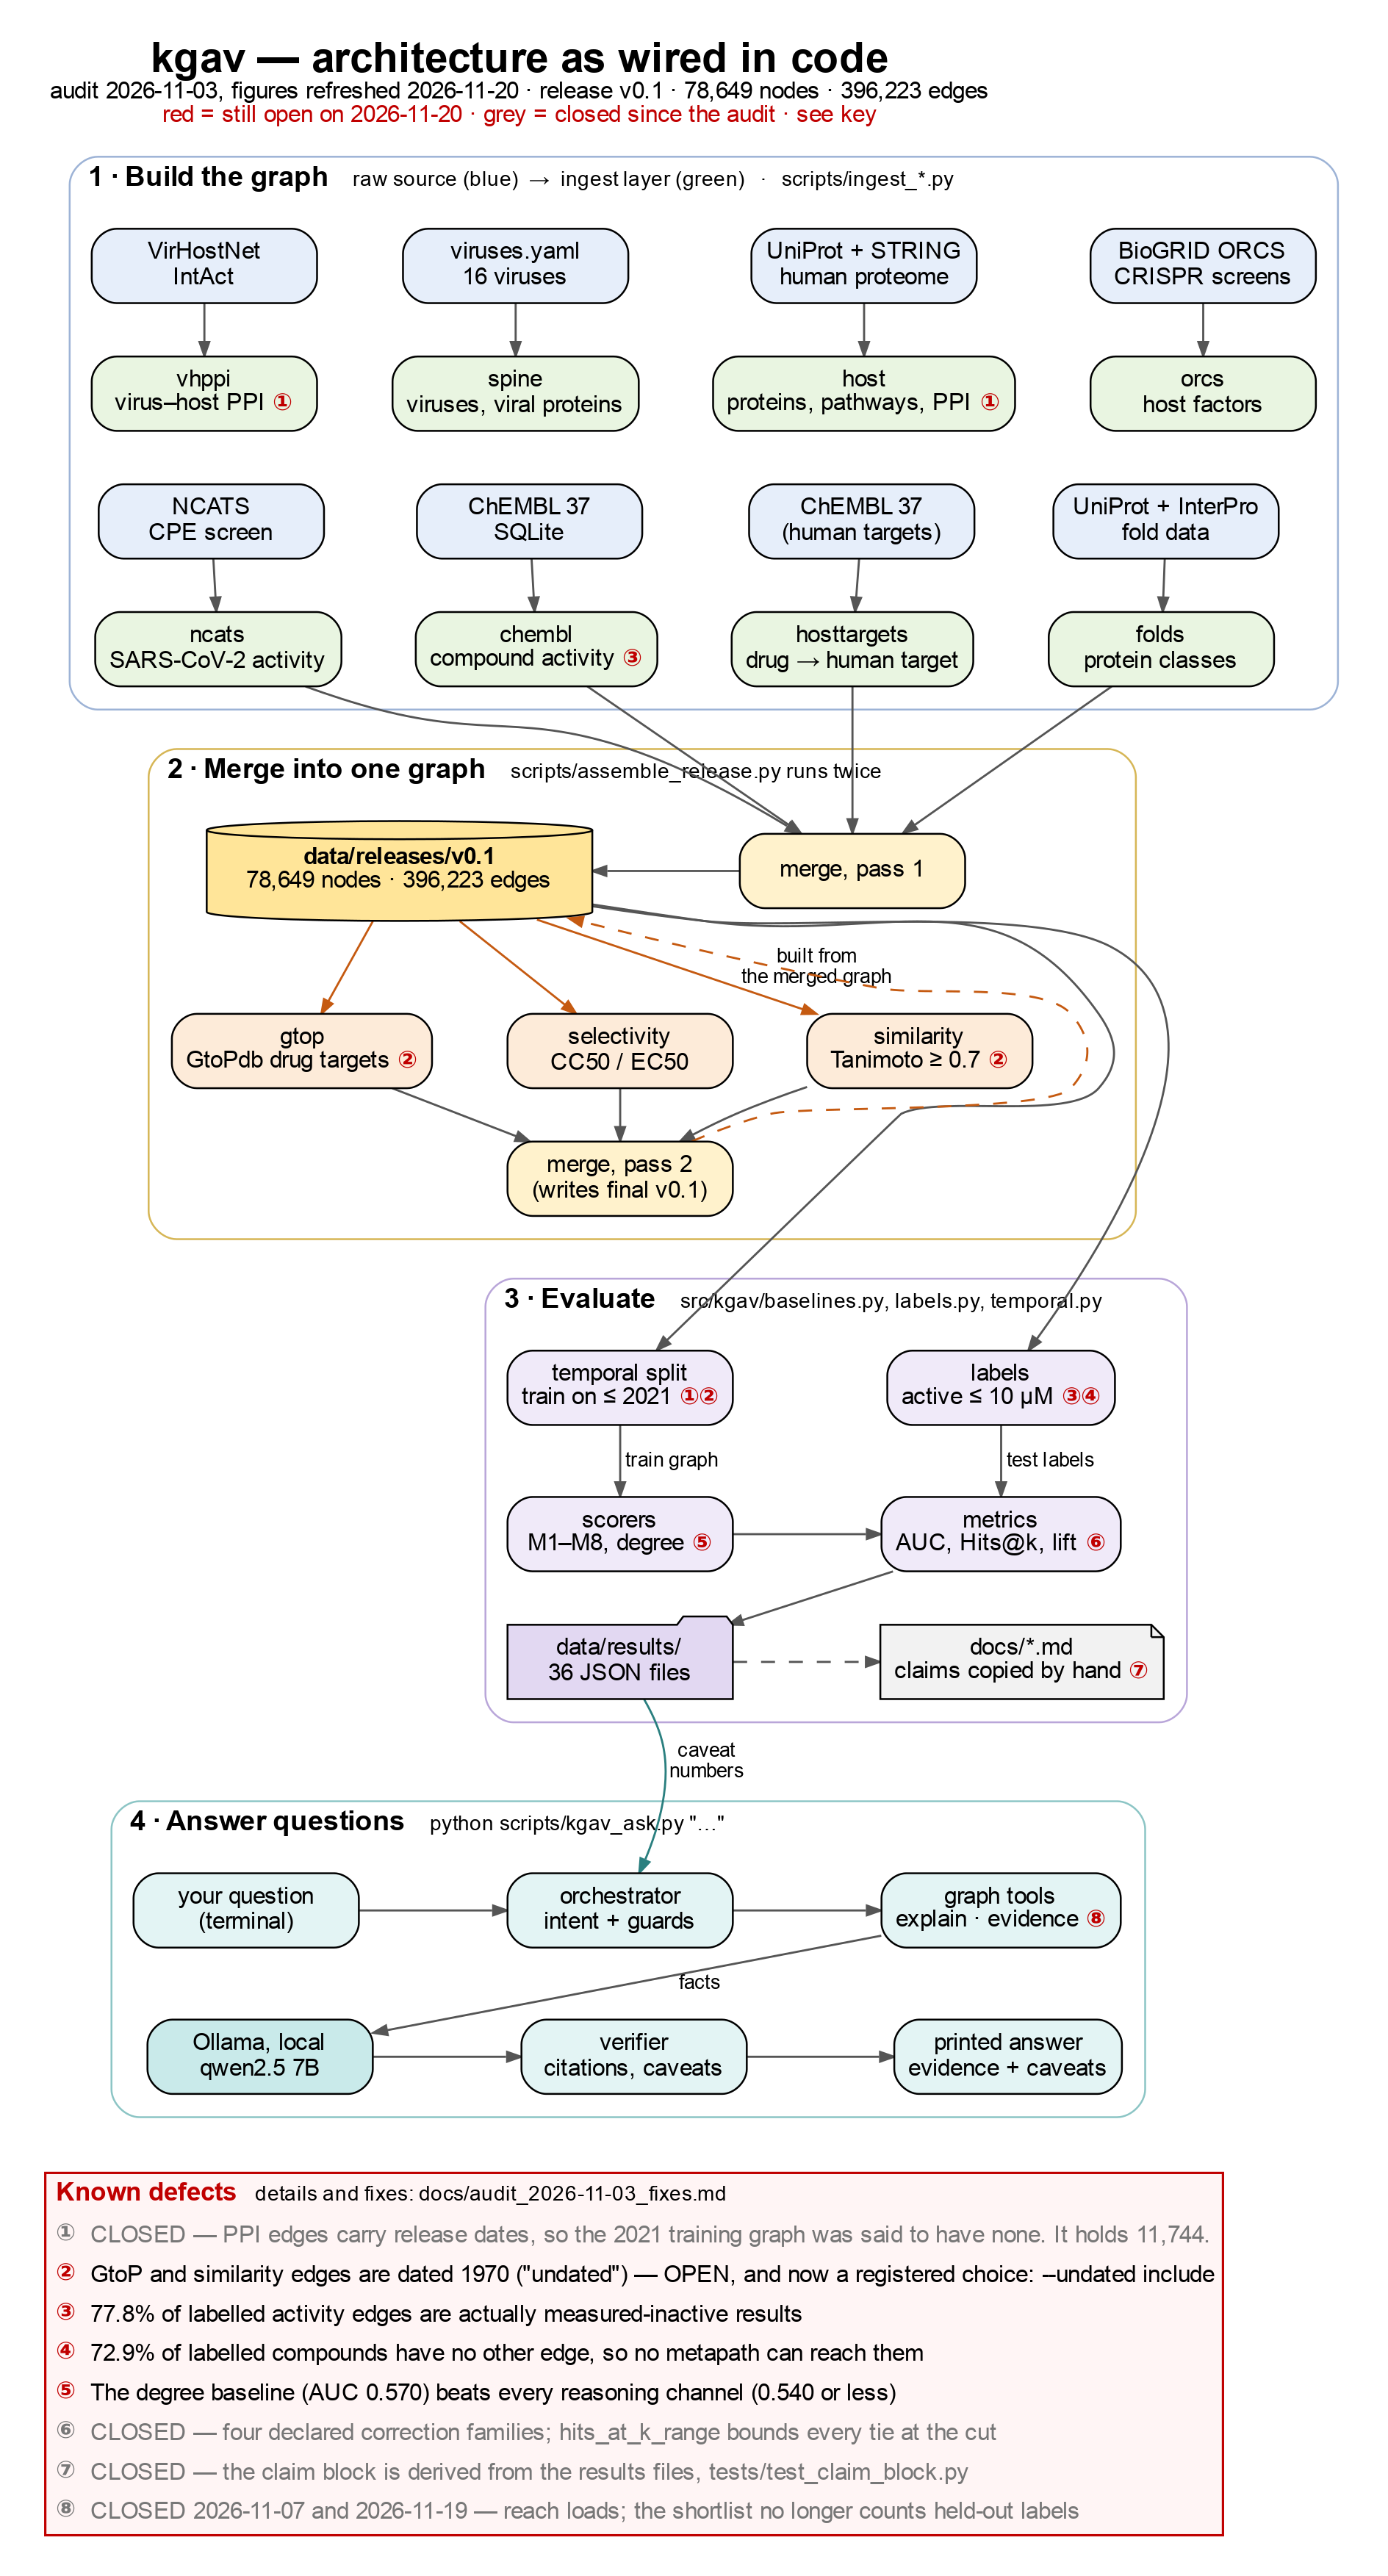 kgav — architecture as wired in code
audit 2026-11-03, figures refreshed 2026-11-20 · release v0.1 · 78,649 nodes · 396,223 edges
red = still open on 2026-11-20 · grey = closed since the audit · see key
1 · Build the graph raw source (blue) → ingest layer (green) · scripts/ingest_*.py
VirHostNet
IntAct
viruses.yaml
16 viruses
UniProt + STRING
human proteome
BioGRID ORCS
CRISPR screens
vhppi
virus–host PPI ①
spine
viruses, viral proteins
host
proteins, pathways, PPI ①
orcs
host factors
NCATS
CPE screen
ChEMBL 37
SQLite
ChEMBL 37
(human targets)
UniProt + InterPro
fold data
ncats
SARS-CoV-2 activity
chembl
compound activity ③
hosttargets
drug → human target
folds
protein classes
2 · Merge into one graph scripts/assemble_release.py runs twice
data/releases/v0.1
78,649 nodes · 396,223 edges
merge, pass 1
built from
the merged graph
gtop
GtoPdb drug targets ②
selectivity
CC50 / EC50
similarity
Tanimoto ≥ 0.7 ②
merge, pass 2
(writes final v0.1)
3 · Evaluate src/kgav/baselines.py, labels.py, temporal.py
temporal split
train on ≤ 2021 ①②
labels
active ≤ 10 µM ③④
train graph
test labels
scorers
M1–M8, degree ⑤
metrics
AUC, Hits@k, lift ⑥
data/results/
36 JSON files
docs/*.md
claims copied by hand ⑦
caveat
numbers
4 · Answer questions python scripts/kgav_ask.py "…"
your question
(terminal)
orchestrator
intent + guards
graph tools
explain · evidence ⑧
facts
Ollama, local
qwen2.5 7B
verifier
citations, caveats
printed answer
evidence + caveats
Known defects details and fixes: docs/audit_2026-11-03_fixes.md
① CLOSED — PPI edges carry release dates, so the 2021 training graph was said to have none. It holds 11,744.
② GtoP and similarity edges are dated 1970 ("undated") — OPEN, and now a registered choice: –undated include
③ 77.8% of labelled activity edges are actually measured-inactive results
④ 72.9% of labelled compounds have no other edge, so no metapath can reach them
⑤ The degree baseline (AUC 0.570) beats every reasoning channel (0.540 or less)
⑥ CLOSED — four declared correction families; hits_at_k_range bounds every tie at the cut
⑦ CLOSED — the claim block is derived from the results files, tests/test_claim_block.py
⑧ CLOSED 2026-11-07 and 2026-11-19 — reach loads; the shortlist no longer counts held-out labels